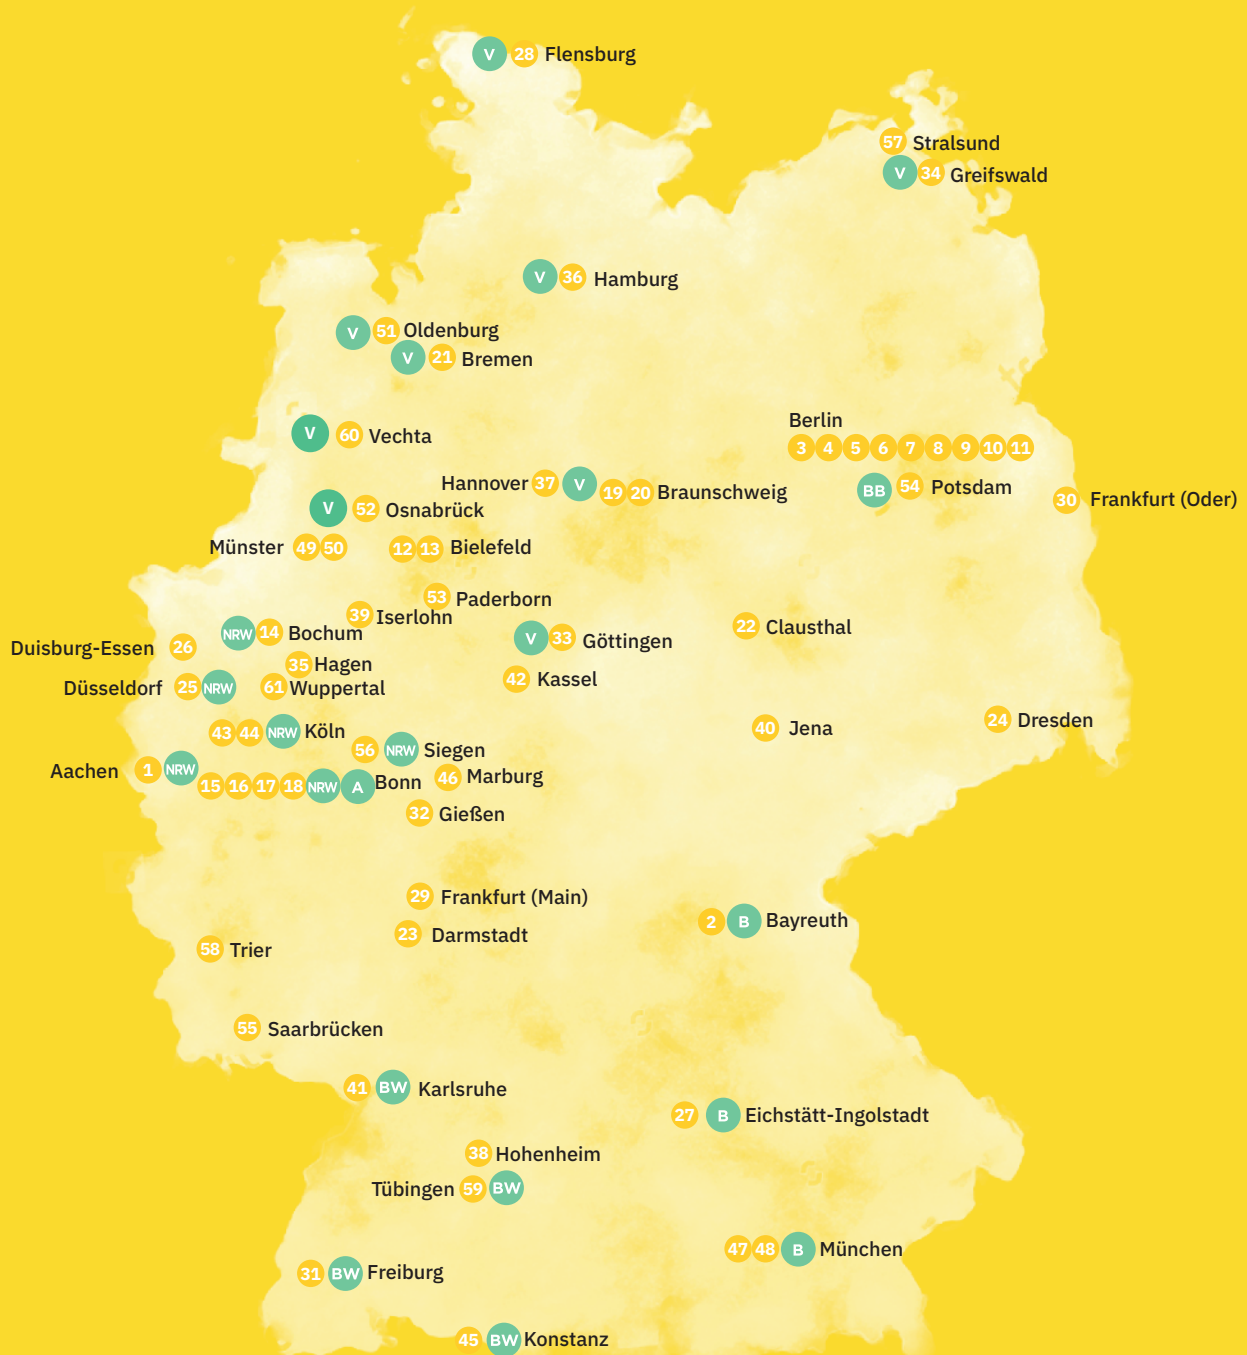 V 28 Flensburg
57 Stralsund
V 34 Greifswald
V 36 Hamburg
V 51 Oldenburg
V 21 Bremen
Berlin
3 4 5 6 7 8 9 10 11
V 60 Vechta
Hannover 37 V 19 20 Braunschweig
BB 54 Potsdam
30 Frankfurt (Oder)
V 52 Osnabrück
Münster 49 50
12 13 Bielefeld
53 Paderborn
39 Iserlohn
NRW 14 Bochum
22 Clausthal
V 33 Göttingen
Duisburg-Essen 26
35 Hagen
42 Kassel
Düsseldorf 25 NRW
61 Wuppertal
24 Dresden
40 Jena
43 44 NRW Köln
56 NRW Siegen
Aachen 1 NRW
46 Marburg
15 16 17 18 NRW A Bonn
32 Gießen
29 Frankfurt (Main)
2 B Bayreuth
23 Darmstadt
58 Trier
55 Saarbrücken
41 BW Karlsruhe
27 B Eichstätt-Ingolstadt
38 Hohenheim
Tübingen 59 BW
47 48 B München
31 BW Freiburg
45 BW Konstanz